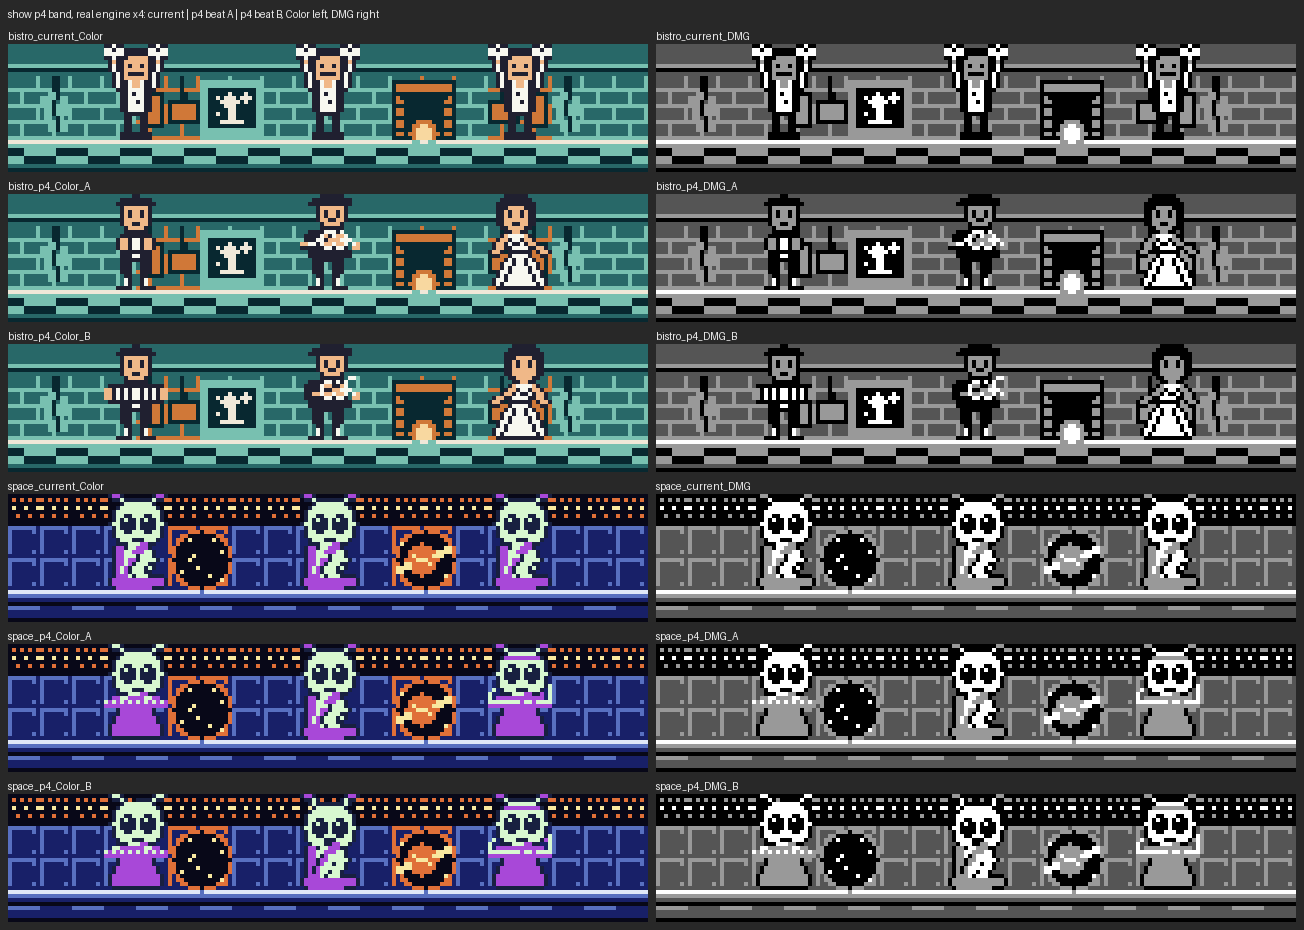 show p4 band, real engine x4: current | p4 beat A | p4 beat B, Color left, DMG right
bistro_current_Color
bistro_current_DMG
bistro_p4_Color_A
bistro_p4_DMG_A
bistro_p4_Color_B
bistro_p4_DMG_B
space_current_Color
space_current_DMG
space_p4_Color_A
space_p4_DMG_A
space_p4_Color_B
space_p4_DMG_B